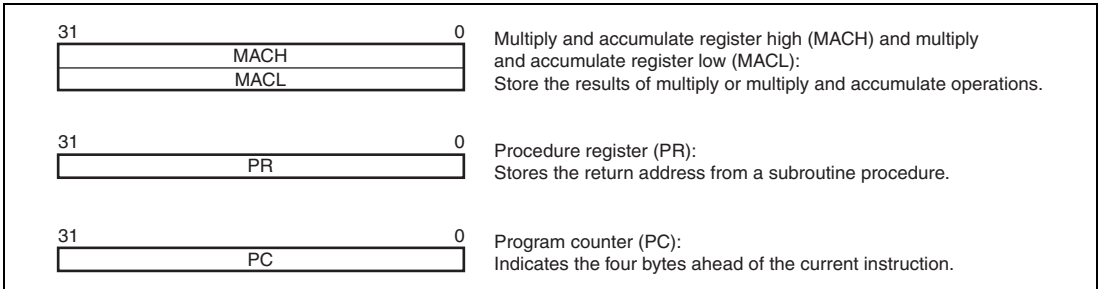 31 0
MACH
MACL
Multiply and accumulate register high (MACH) and multiply
and accumulate register low (MACL):
Store the results of multiply or multiply and accumulate operations.
31 0
PR
Procedure register (PR):
Stores the return address from a subroutine procedure.
31 0
PC
Program counter (PC):
Indicates the four bytes ahead of the current instruction.